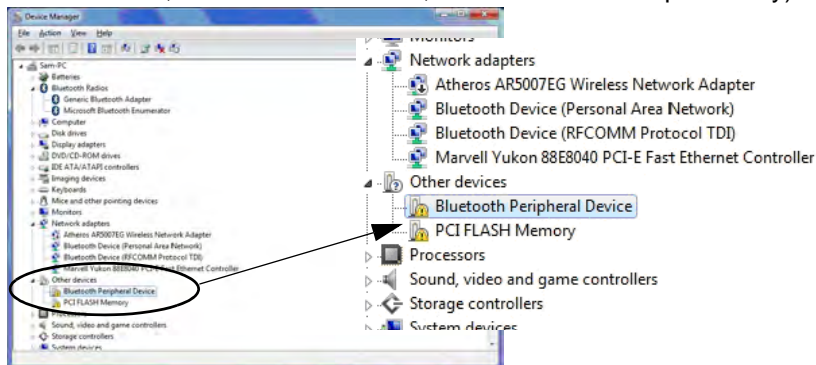 Device Manager
File Action View Help
Sam-PC
Batteries
Bluetooth Radios
Generic Bluetooth Adapter
Microsoft Bluetooth Enumerator
Computer
Disk drives
Display adapters
DVD/CD-ROM drives
IDE ATA/ATAPI controllers
Imaging devices
Keyboards
Mice and other pointing devices
Monitors
Network adapters
Atheros AR5007EG Wireless Network Adapter
Bluetooth Device (Personal Area Network)
Bluetooth Device (RFCOMM Protocol TDI)
Marvell Yukon 88E8040 PCI-E Fast Ethernet Controller
Other devices
Bluetooth Peripheral Device
PCI FLASH Memory
Processors
Sound, video and game controllers
Storage controllers
System devices
Monitors
Network adapters
Atheros AR5007EG Wireless Network Adapter
Bluetooth Device (Personal Area Network)
Bluetooth Device (RFCOMM Protocol TDI)
Marvell Yukon 88E8040 PCI-E Fast Ethernet Controller
Other devices
Bluetooth Peripheral Device
PCI FLASH Memory
Processors
Sound, video and game controllers
Storage controllers
System devices